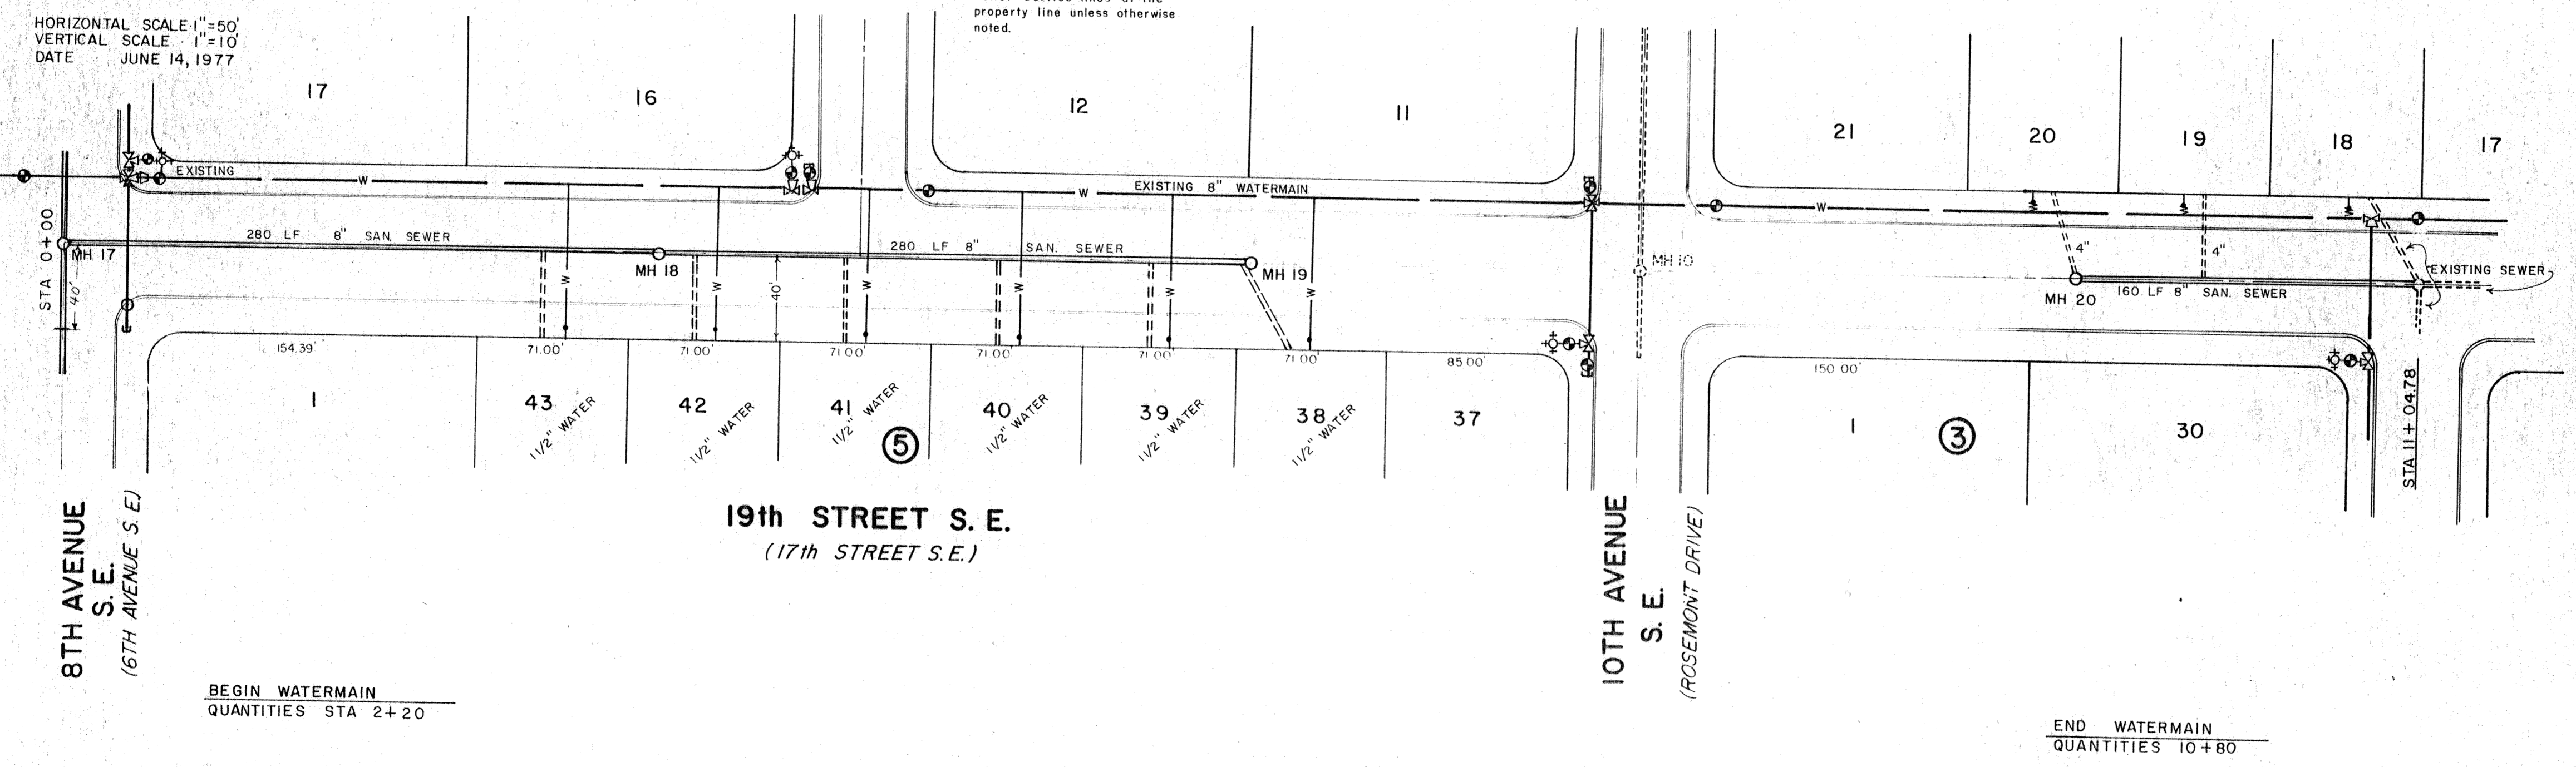 HORIZONTAL SCALE 1"=50'
VERTICAL SCALE 1"=10'
DATE JUNE 14, 1977
property line unless otherwise
noted.
17
16
12
11
21
20
19
18
17
EXISTING
W
W
EXISTING 8" WATERMAIN
W
STA 0+00
MH 17
40'
280 LF 8" SAN. SEWER
MH 18
280 LF 8" SAN. SEWER
MH 19
MH 10
4"
4"
MH 20
160 LF 8" SAN. SEWER
EXISTING SEWER
W
W
40'
W
W
W
W
154.39'
71.00'
71.00'
71.00'
71.00'
71.00'
71.00'
85.00'
150.00'
1
43
42
41
40
39
38
37
1
30
1 1/2" WATER
1 1/2" WATER
1 1/2" WATER
1 1/2" WATER
1 1/2" WATER
1 1/2" WATER
5
3
STA 11+04.78
8TH AVENUE
S. E.
(6TH AVENUE S. E.)
19th STREET S. E.
(17th STREET S.E.)
10TH AVENUE
S. E.
(ROSEMONT DRIVE)
BEGIN WATERMAIN
QUANTITIES STA 2+20
END WATERMAIN
QUANTITIES 10+80